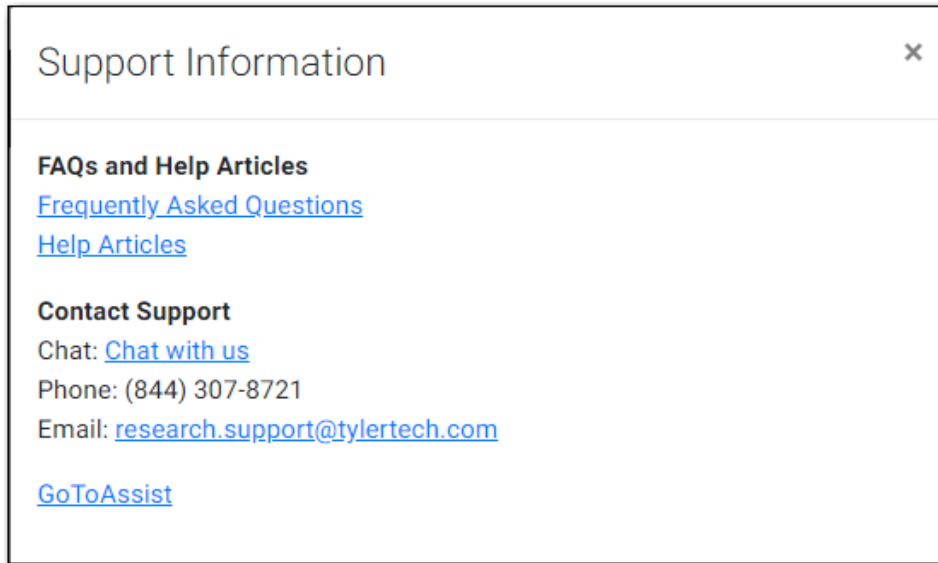 Support Information
×
FAQs and Help Articles
Frequently Asked Questions
Help Articles
Contact Support
Chat: Chat with us
Phone: (844) 307-8721
Email: research.support@tylertech.com
GoToAssist